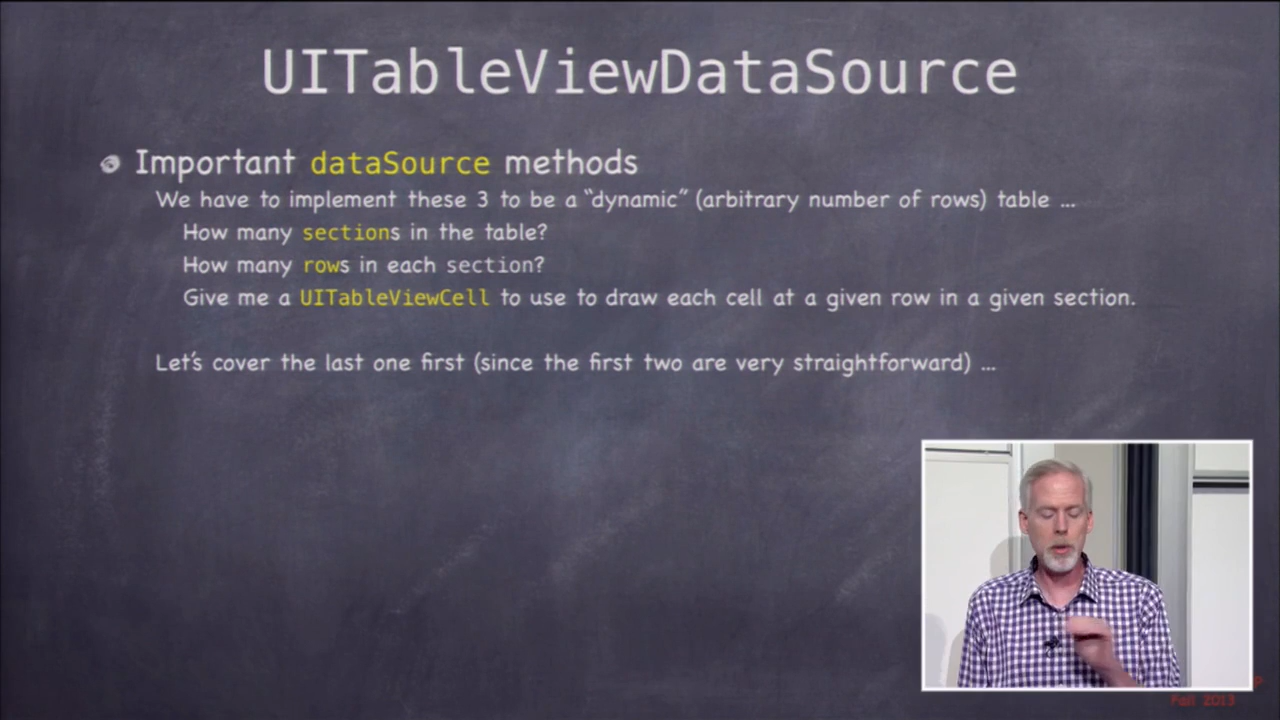 UITableViewDataSource
Important dataSource methods
We have to implement these 3 to be a “dynamic” (arbitrary number of rows) table ...
How many sections in the table?
How many rows in each section?
Give me a UITableViewCell to use to draw each cell at a given row in a given section.
Let's cover the last one first (since the first two are very straightforward) ...
Fall 2013